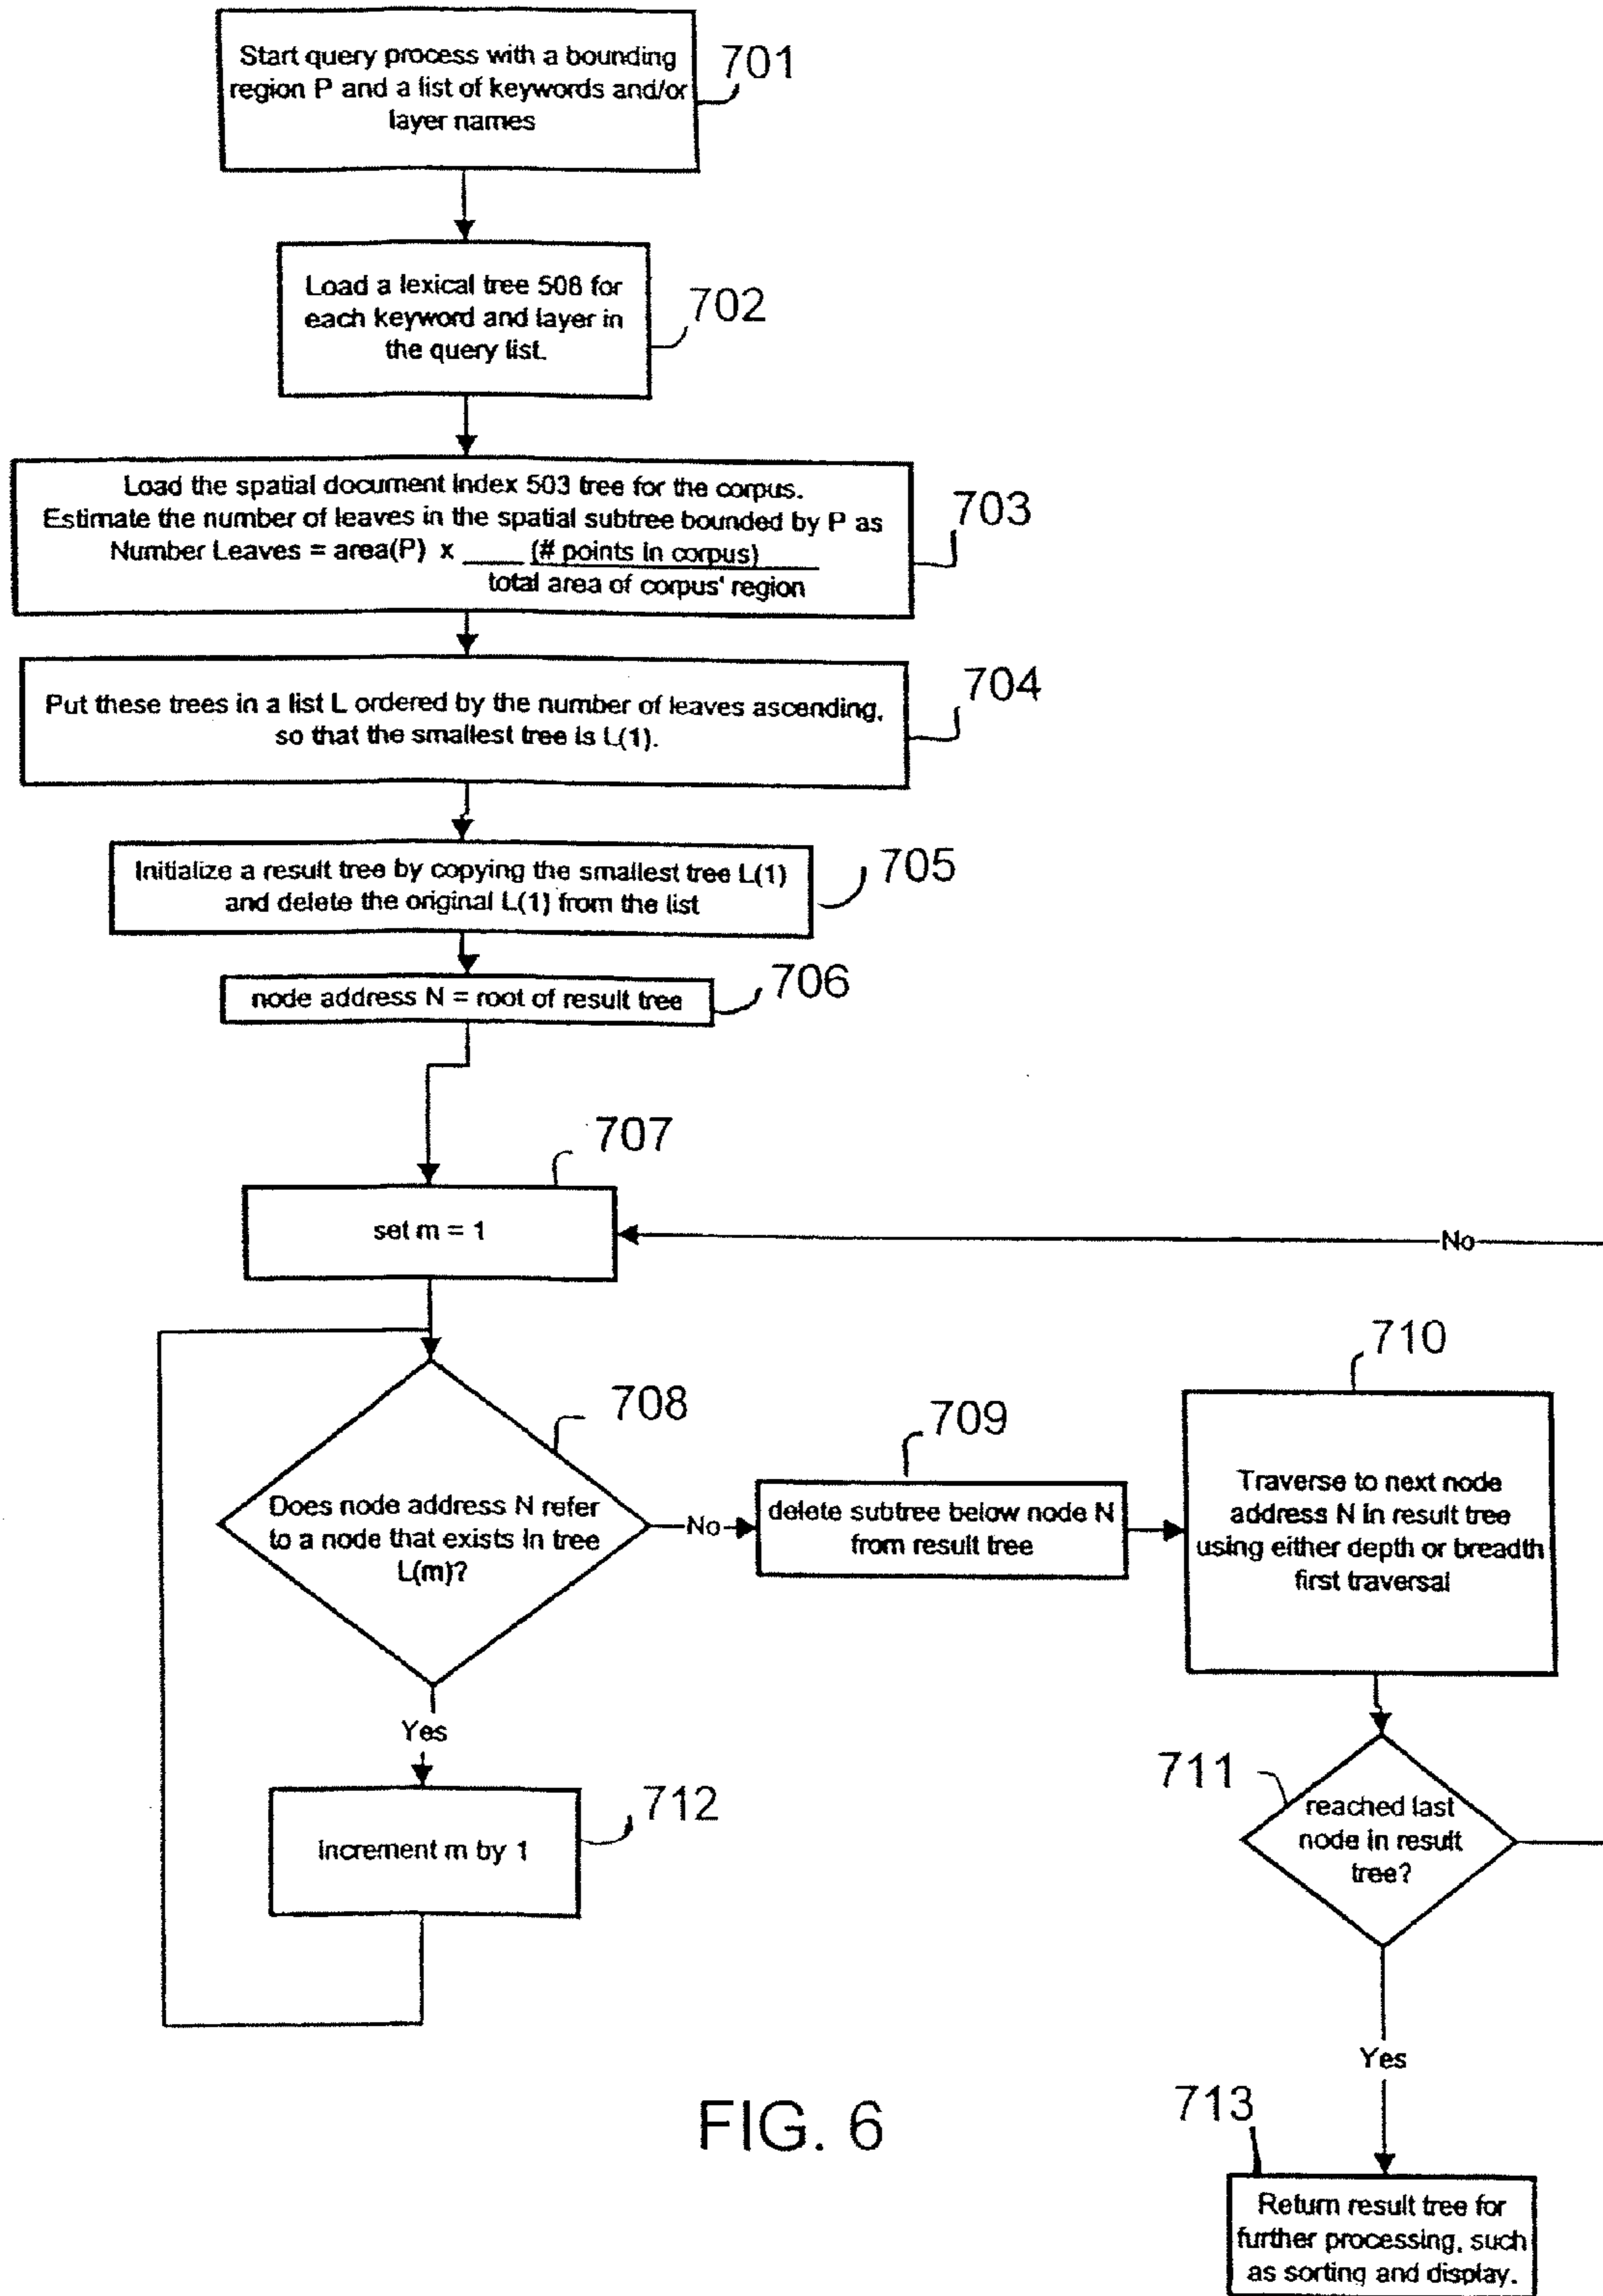 Start query process with a bounding
region P and a list of keywords and/or
layer names
701
Load a lexical tree 508 for
each keyword and layer in
the query list.
702
Load the spatial document index 503 tree for the corpus.
Estimate the number of leaves in the spatial subtree bounded by P as
Number Leaves = area(P) x (# points in corpus)
total area of corpus' region
703
Put these trees in a list L ordered by the number of leaves ascending,
so that the smallest tree is L(1).
704
Initialize a result tree by copying the smallest tree L(1)
and delete the original L(1) from the list
705
node address N = root of result tree
706
707
set m = 1
No
708
Does node address N refer
to a node that exists in tree
L(m)?
No
709
delete subtree below node N
from result tree
710
Traverse to next node
address N in result tree
using either depth or breadth
first traversal
Yes
712
increment m by 1
711
reached last
node in result
tree?
Yes
713
Return result tree for
further processing, such
as sorting and display.
FIG. 6